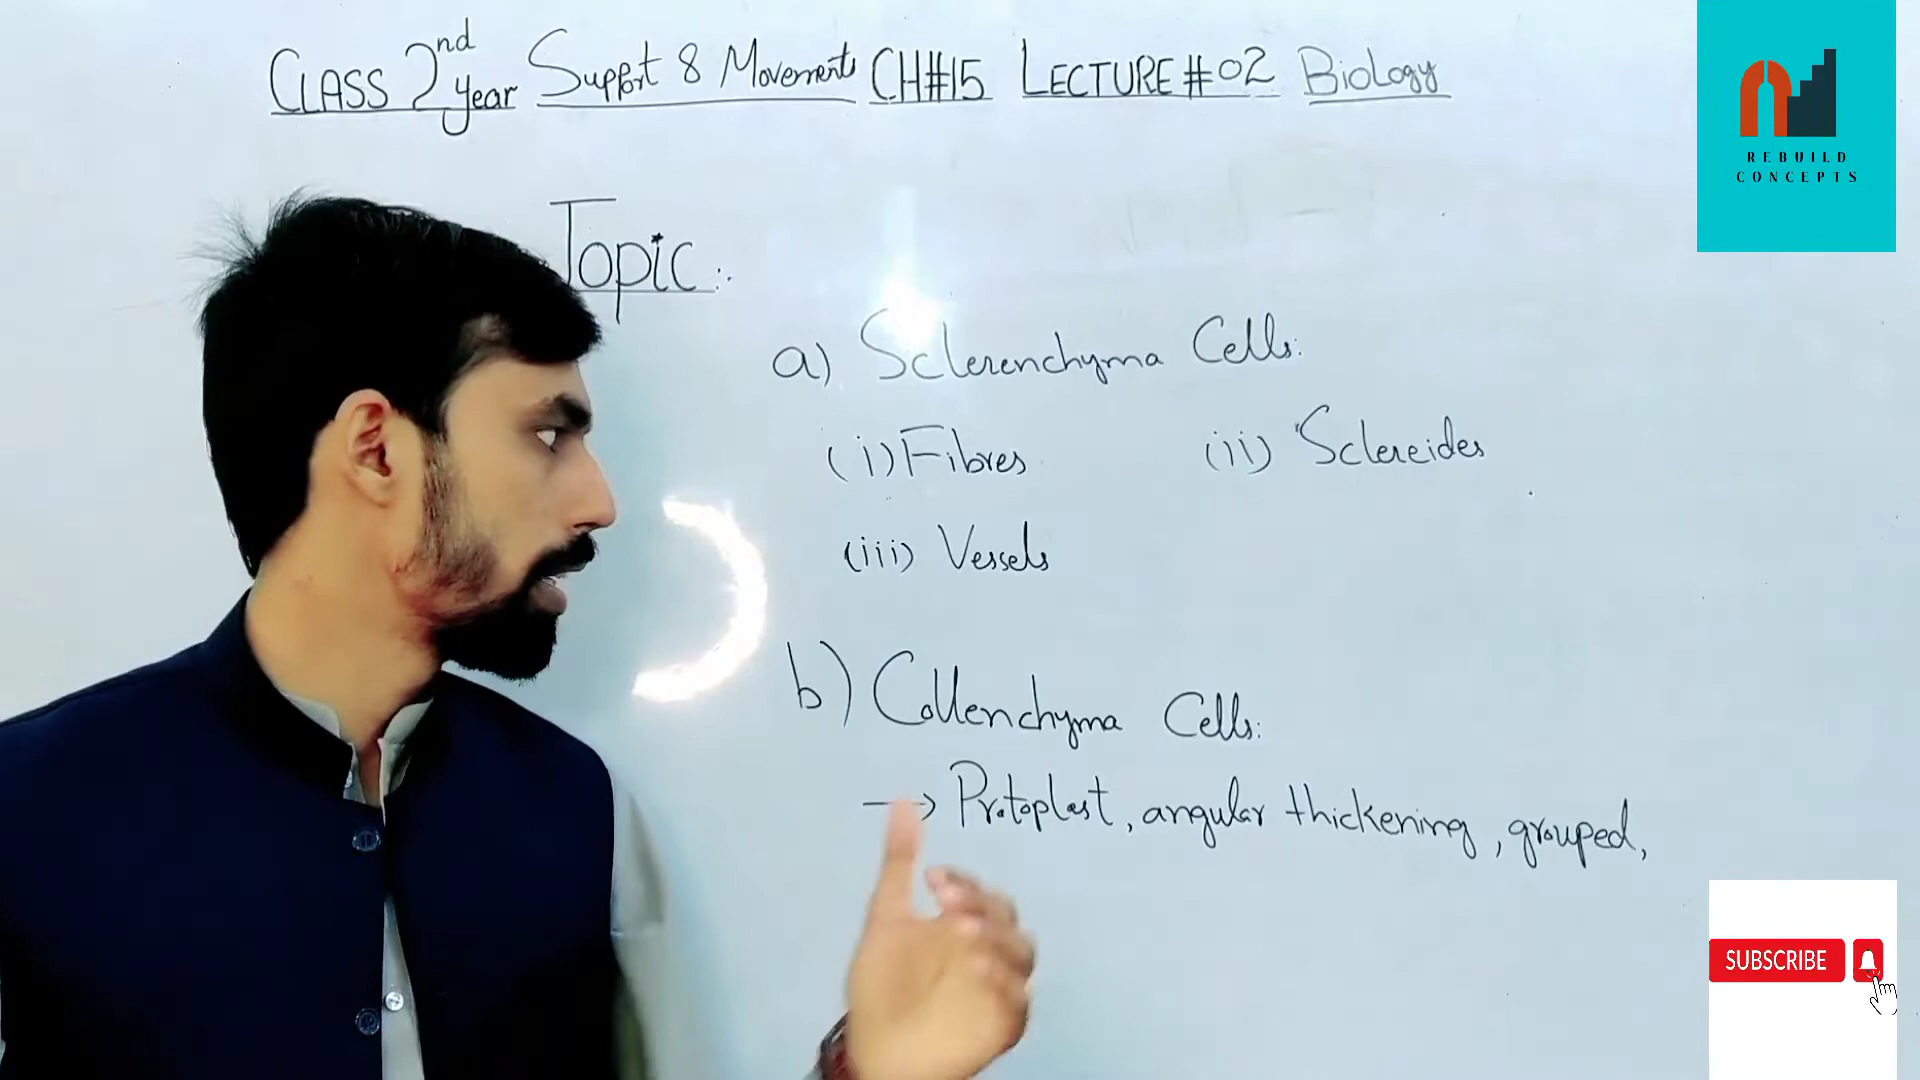 CLASS 2nd year Support & Movements CH#15 LECTURE #02 Biology
REBUILD
CONCEPTS
Topic:
a) Sclerenchyma Cells:
(i) Fibres (ii) Sclereides
(iii) Vessels
b) Collenchyma Cells:
→ Protoplast, angular thickening, grouped,
SUBSCRIBE